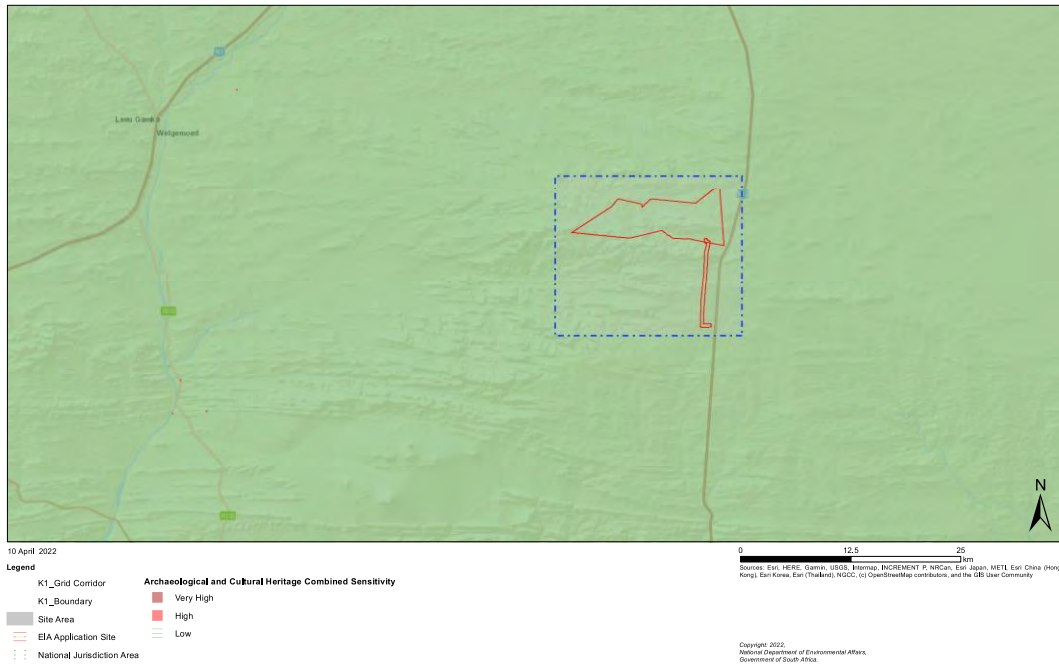 N1
Leeu Gamka
Welgemoed
N
10 April 2022
0 12.5 25
km
Legend
K1_Grid Corridor
K1_Boundary
Site Area
EIA Application Site
National Jurisdiction Area
Archaeological and Cultural Heritage Combined Sensitivity
Very High
High
Low
Sources: Esri, HERE, Garmin, USGS, Intermap, INCREMENT P, NRCan, Esri Japan, METI, Esri China (Hong
Kong), Esri Korea, Esri (Thailand), NGCC, (c) OpenStreetMap contributors, and the GIS User Community
Copyright: 2022,
National Department of Environmental Affairs,
Government of South Africa.